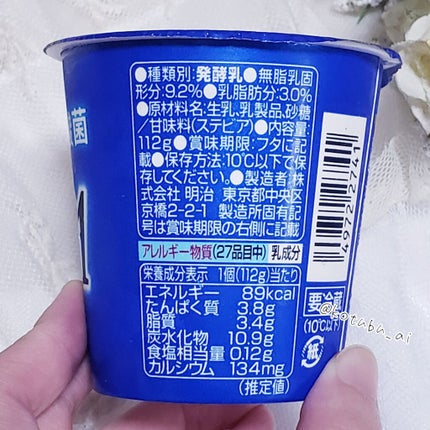 ●種類別:発酵乳●無脂乳固
形分:9.2%●乳脂肪分:3.0%
●原材料名:生乳、乳製品、砂糖
/甘味料(ステビア)●内容量:
112g●賞味期限:フタに記
載●保存方法:10℃以下で保
存してください。●製造者:株
式会社 明治 東京都中央区
京橋2-2-1 製造所固有記
号は賞味期限の右側に記載
アレルギー物質(27品目中) 乳成分
栄養成分表示 1個(112g)当たり
エネルギー 89kcal
たんぱく質 3.8g
脂質 3.4g
炭水化物 10.9g
食塩相当量 0.12g
カルシウム 134mg
(推定値)
菌
1
要冷蔵
(10℃以下)
紙
@kotabu_ai